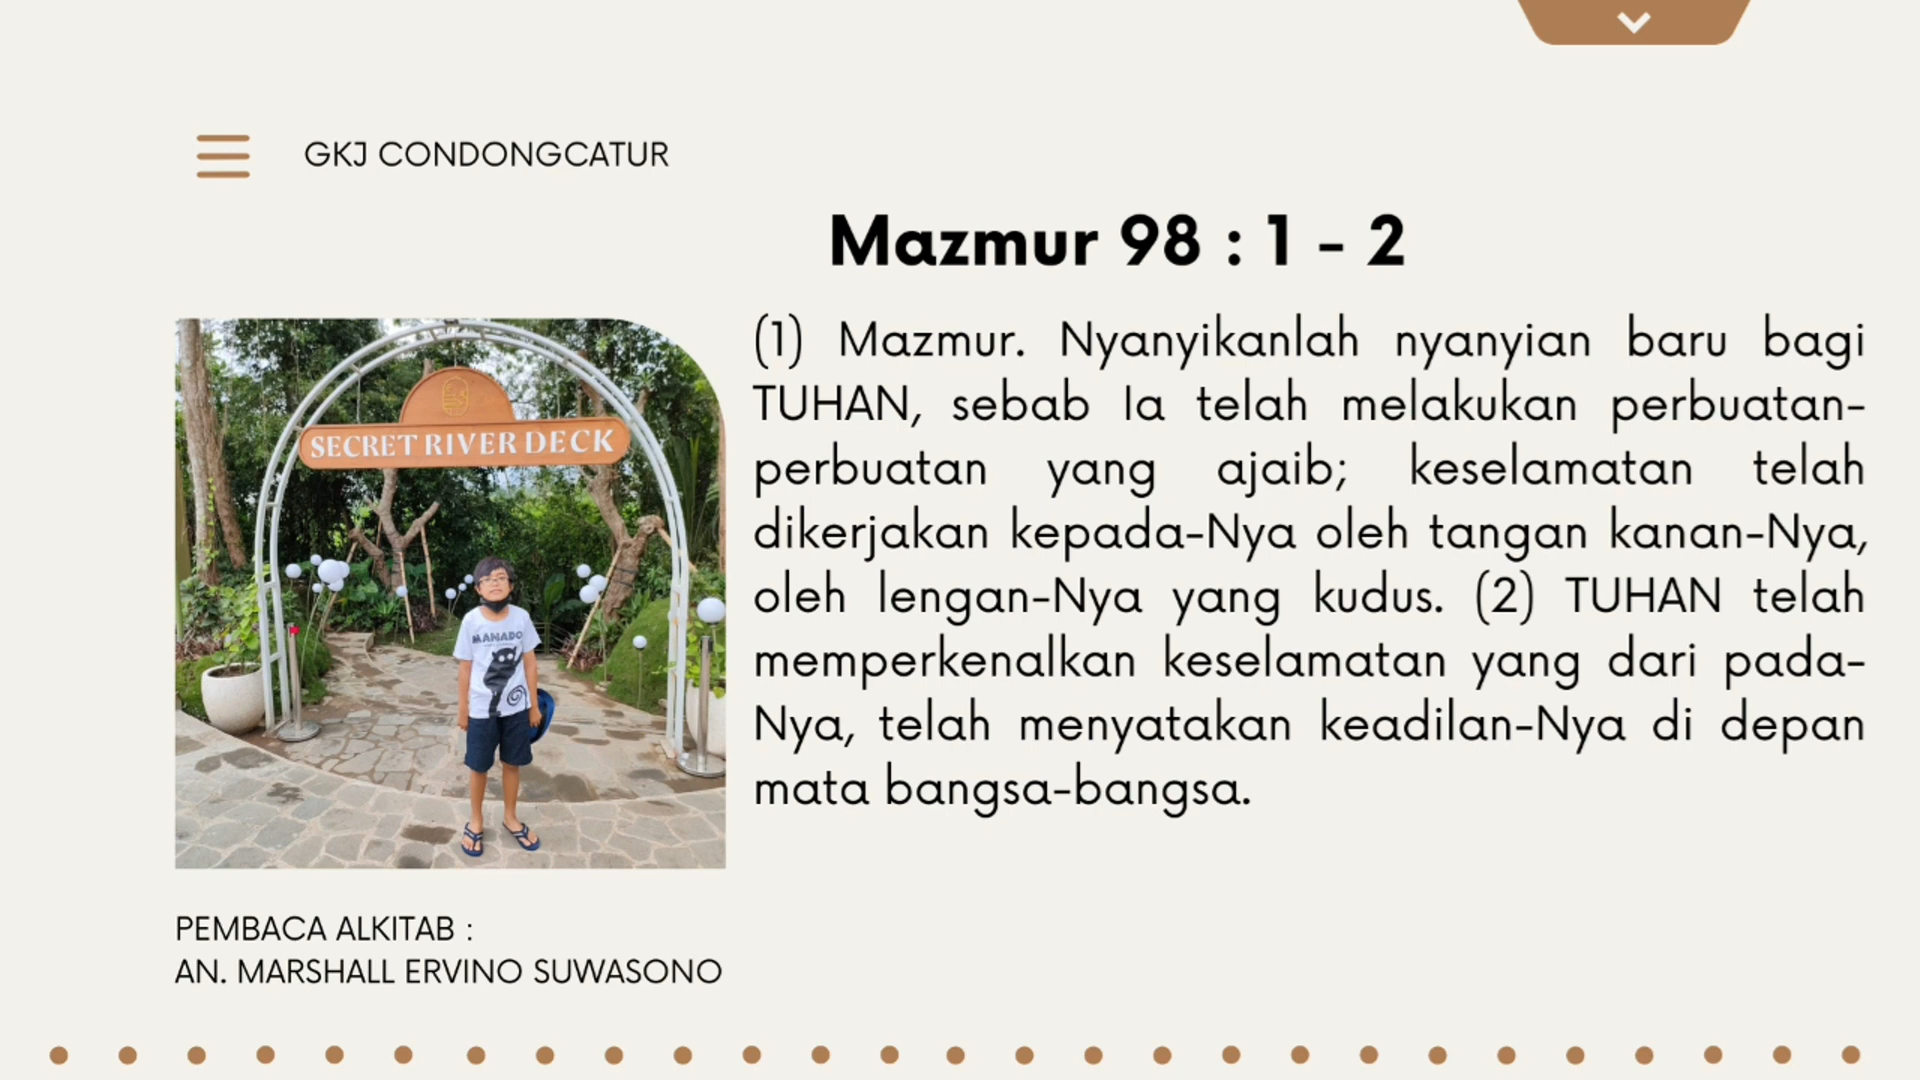 GKJ CONDONGCATUR
Mazmur 98 : 1 - 2
(1) Mazmur. Nyanyikanlah nyanyian baru bagi
TUHAN, sebab Ia telah melakukan perbuatan-
perbuatan yang ajaib; keselamatan telah
dikerjakan kepada-Nya oleh tangan kanan-Nya,
oleh lengan-Nya yang kudus. (2) TUHAN telah
memperkenalkan keselamatan yang dari pada-
Nya, telah menyatakan keadilan-Nya di depan
mata bangsa-bangsa.
SECRET RIVER DECK
MANADO
PEMBACA ALKITAB :
AN. MARSHALL ERVINO SUWASONO